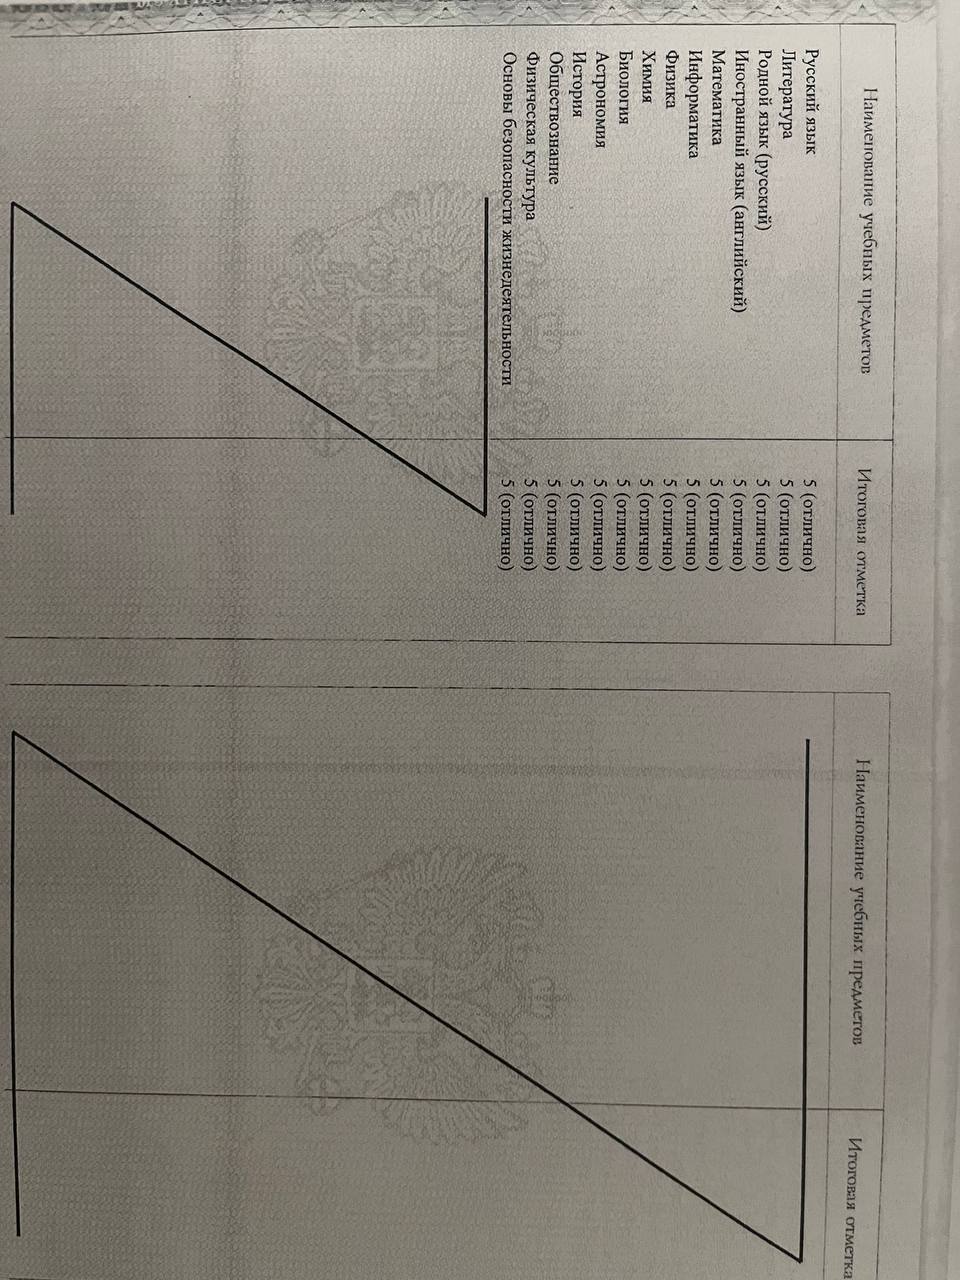 Наименование учебных предметов Итоговая отметка
Русский язык 5 (отлично)
Литература 5 (отлично)
Родной язык (русский) 5 (отлично)
Иностранный язык (английский) 5 (отлично)
Математика 5 (отлично)
Информатика 5 (отлично)
Физика 5 (отлично)
Химия 5 (отлично)
Биология 5 (отлично)
Астрономия 5 (отлично)
История 5 (отлично)
Обществознание 5 (отлично)
Физическая культура 5 (отлично)
Основы безопасности жизнедеятельности 5 (отлично)
Наименование учебных предметов Итоговая отметка